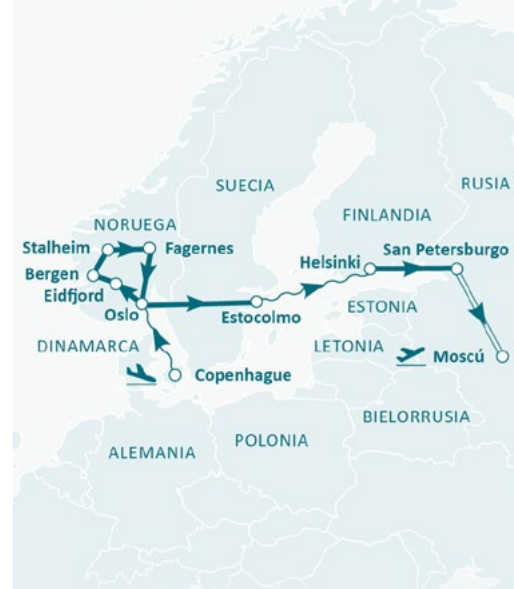 SUECIA
RUSIA
FINLANDIA
NORUEGA
Stalheim
Fagernes
San Petersburgo
Helsinki
Bergen
Eidfjord
Oslo
Estocolmo
ESTONIA
DINAMARCA
LETONIA
Moscú
Copenhague
BIELORRUSIA
POLONIA
ALEMANIA